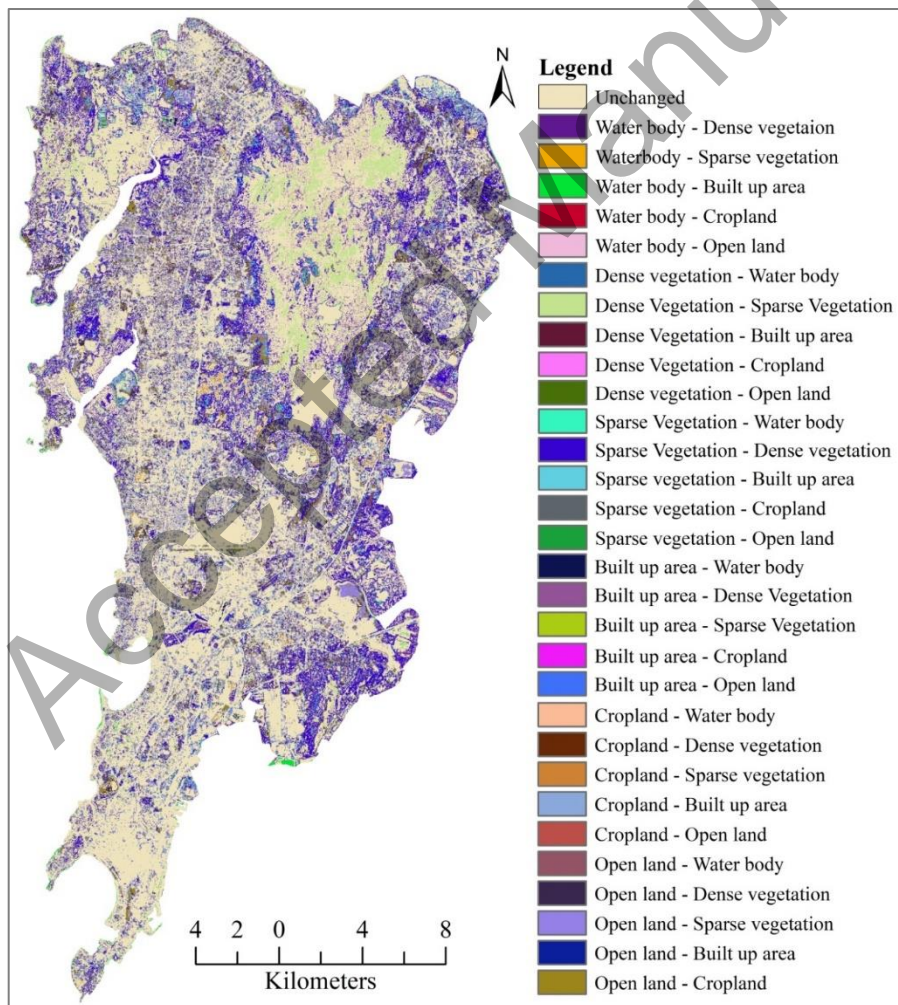 Accepted Manu
N
Legend
Unchanged
Water body - Dense vegetaion
Waterbody - Sparse vegetation
Water body - Built up area
Water body - Cropland
Water body - Open land
Dense vegetation - Water body
Dense Vegetation - Sparse Vegetation
Dense Vegetation - Built up area
Dense Vegetation - Cropland
Dense vegetation - Open land
Sparse Vegetation - Water body
Sparse Vegetation - Dense vegetation
Sparse vegetation - Built up area
Sparse vegetation - Cropland
Sparse vegetation - Open land
Built up area - Water body
Built up area - Dense Vegetation
Built up area - Sparse Vegetation
Built up area - Cropland
Built up area - Open land
Cropland - Water body
Cropland - Dense vegetation
Cropland - Sparse vegetation
Cropland - Built up area
Cropland - Open land
Open land - Water body
Open land - Dense vegetation
Open land - Sparse vegetation
Open land - Built up area
Open land - Cropland
4 2 0 4 8
Kilometers